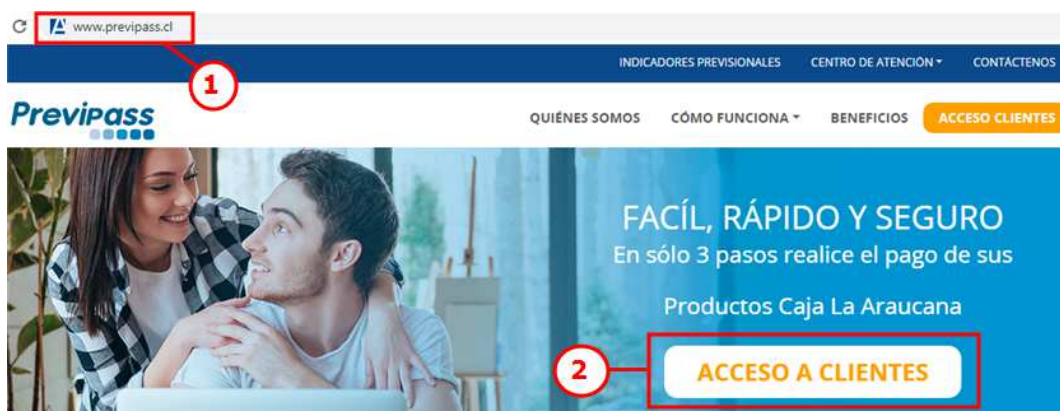 www.previpass.cl
1
INDICADORES PREVISIONALES CENTRO DE ATENCIÓN CONTÁCTENOS
Previpass
QUIÉNES SOMOS CÓMO FUNCIONA BENEFICIOS ACCESO CLIENTES
FACÍL, RÁPIDO Y SEGURO
En sólo 3 pasos realice el pago de sus
Productos Caja La Araucana
2
ACCESO A CLIENTES